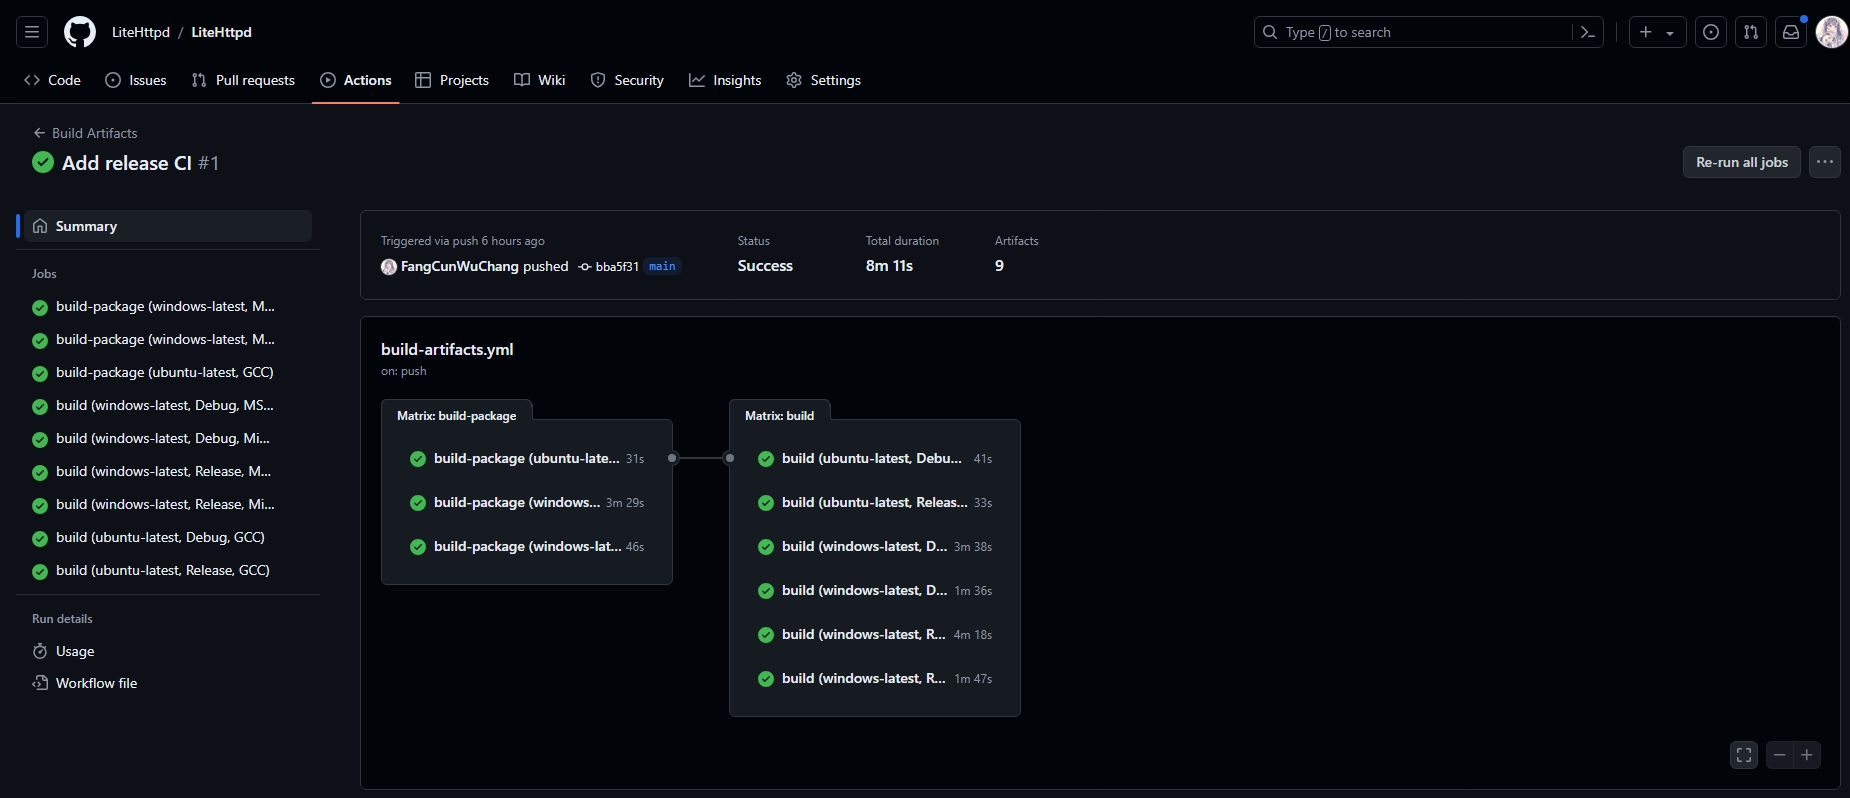 LiteHttpd / LiteHttpd
Type / to search
Code Issues Pull requests Actions Projects Wiki Security Insights Settings
Build Artifacts
Add release CI #1
Re-run all jobs
Summary
Jobs
build-package (windows-latest, M...
build-package (windows-latest, M...
build-package (ubuntu-latest, GCC)
build (windows-latest, Debug, MS...
build (windows-latest, Debug, Mi...
build (windows-latest, Release, M...
build (windows-latest, Release, Mi...
build (ubuntu-latest, Debug, GCC)
build (ubuntu-latest, Release, GCC)
Run details
Usage
Workflow file
Triggered via push 6 hours ago
FangCunWuChang pushed bba5f31 main
Status
Success
Total duration
8m 11s
Artifacts
9
build-artifacts.yml
on: push
Matrix: build-package
build-package (ubuntu-late... 31s
build-package (windows... 3m 29s
build-package (windows-lat... 46s
Matrix: build
build (ubuntu-latest, Debu... 41s
build (ubuntu-latest, Releas... 33s
build (windows-latest, D... 3m 38s
build (windows-latest, D... 1m 36s
build (windows-latest, R... 4m 18s
build (windows-latest, R... 1m 47s